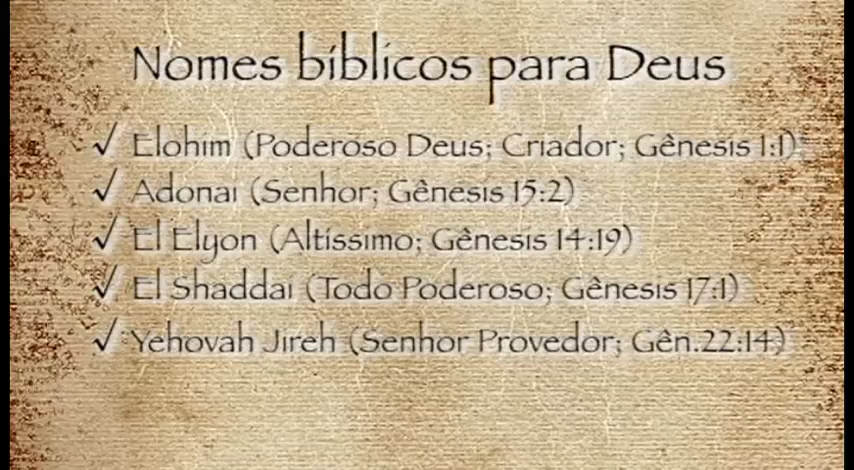 Nomes bíblicos para Deus
✓ Elohim (Poderoso Deus; Criador; Gênesis 1:1)
✓ Adonai (Senhor; Gênesis 15:2)
✓ El Elyon (Altíssimo; Gênesis 14:19)
✓ El Shaddai (Todo Poderoso; Gênesis 17:1)
✓ Yehovah Jireh (Senhor Provedor; Gên.22:14)